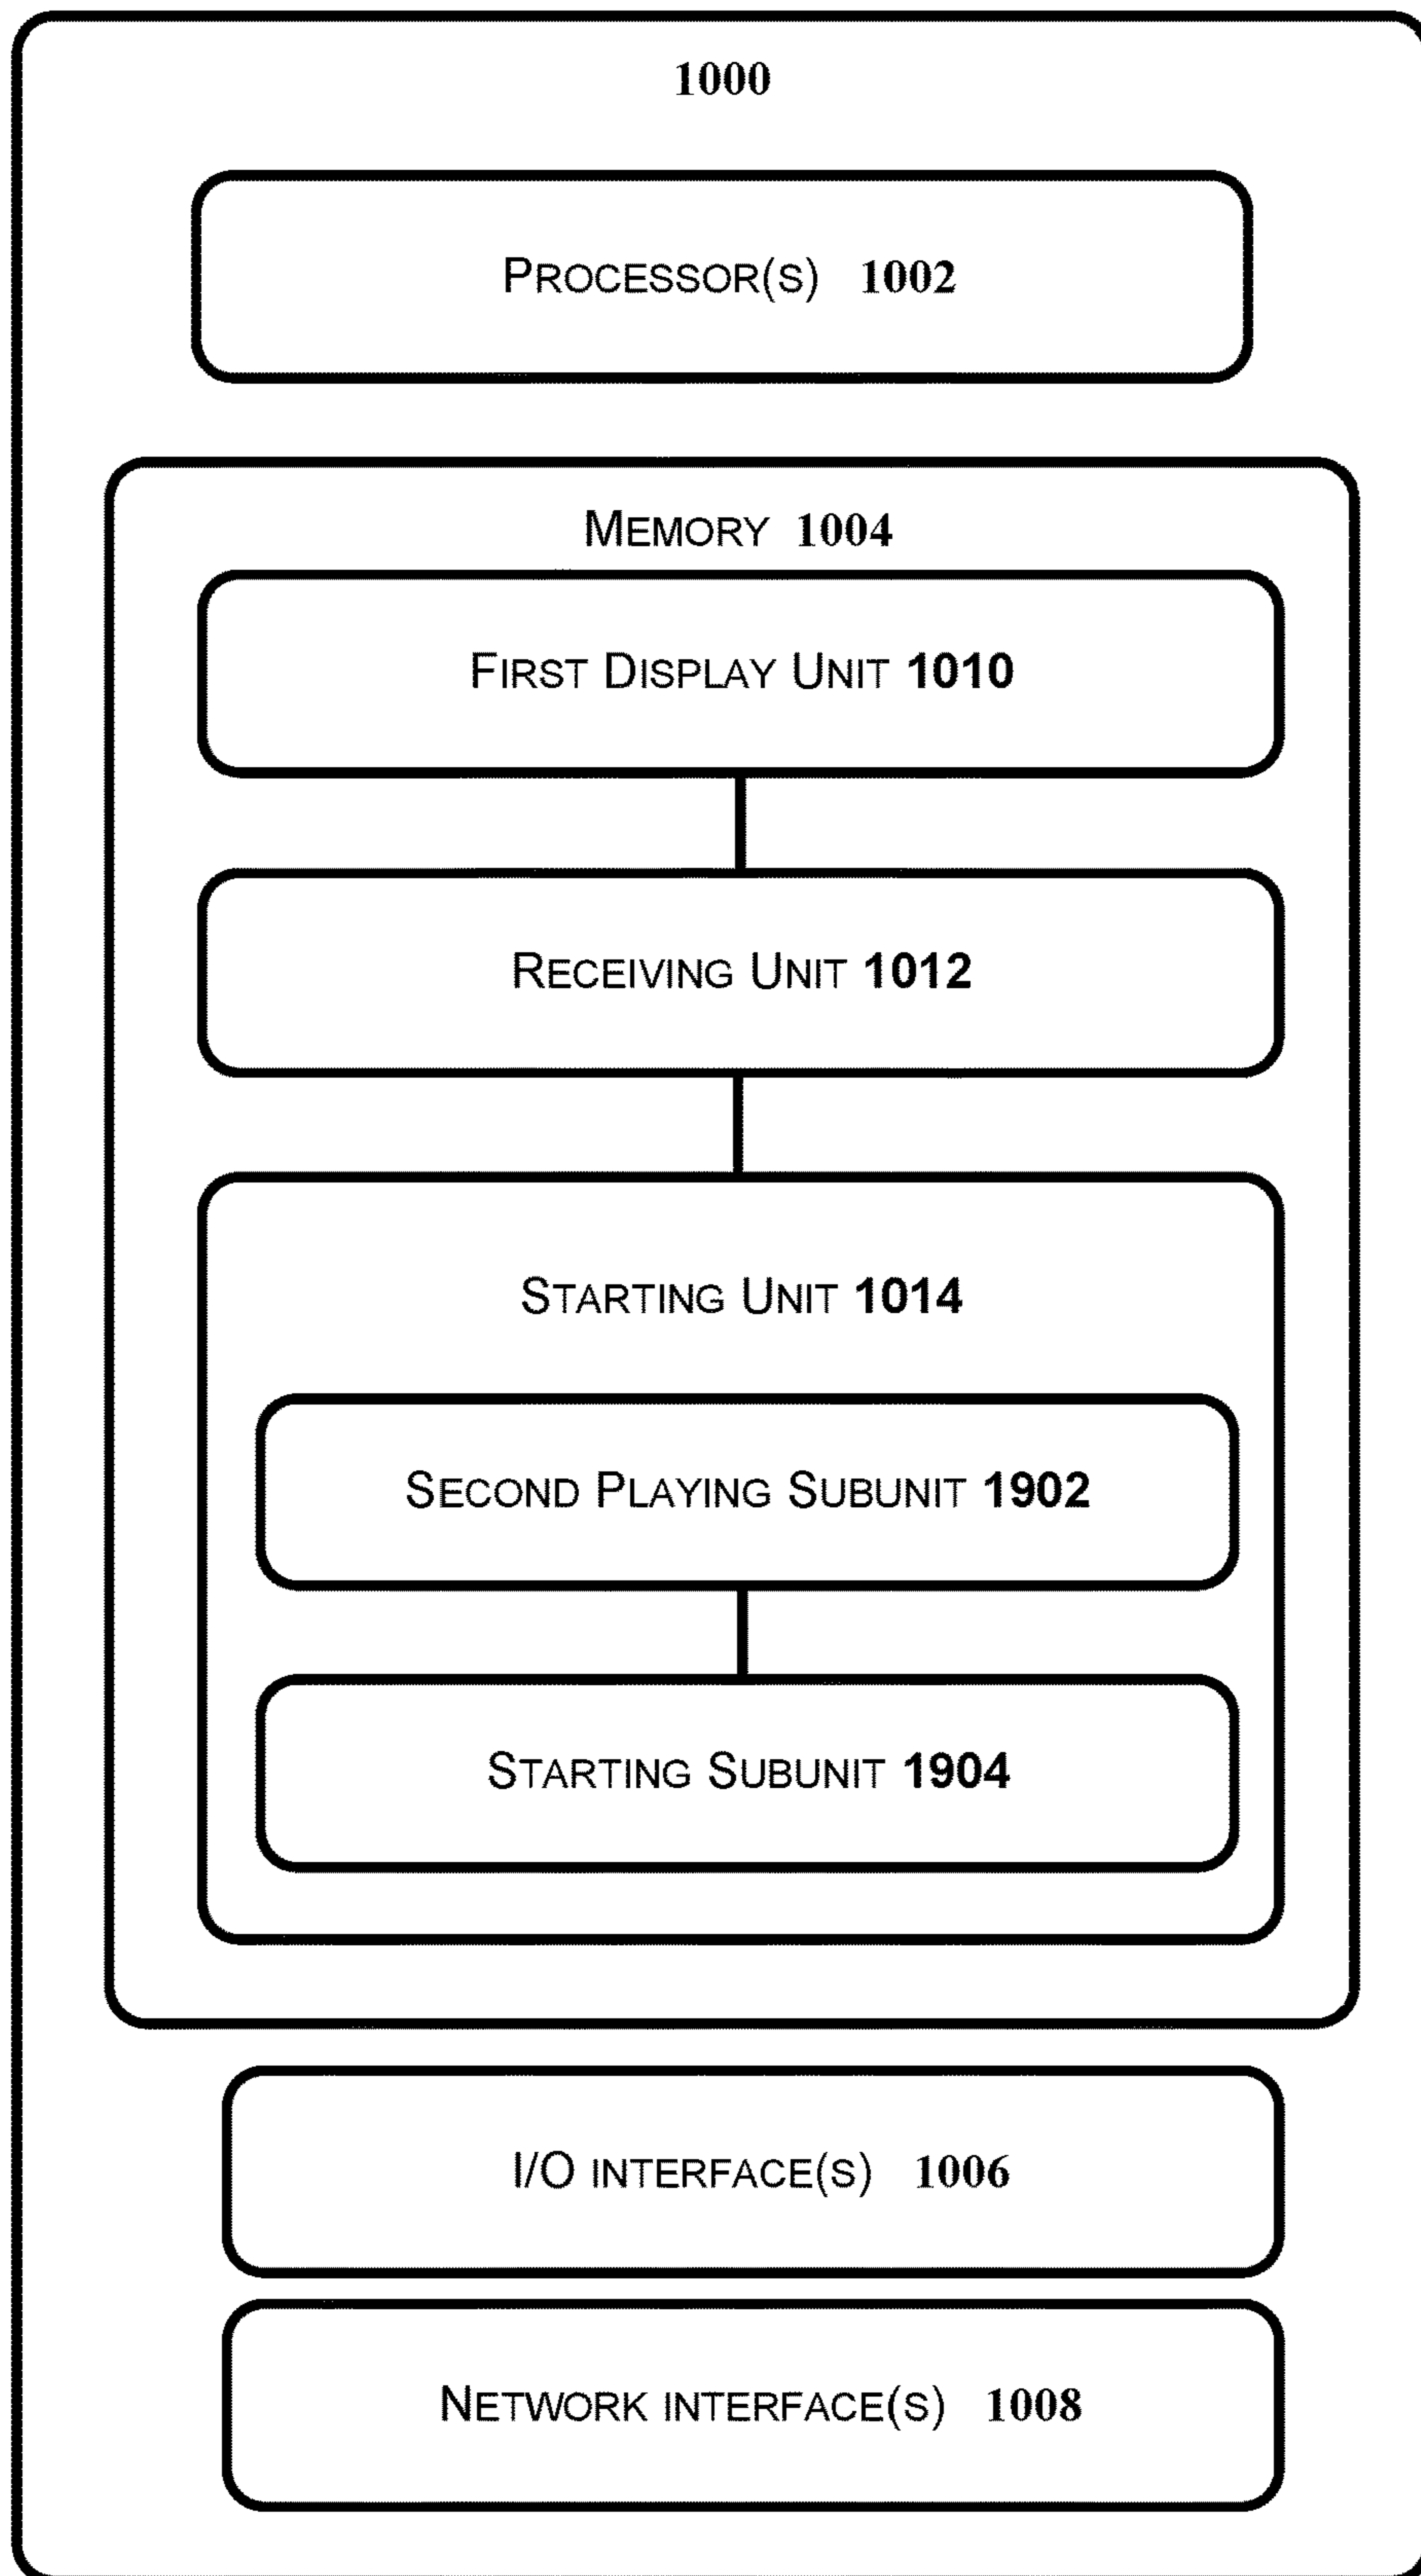 1000
PROCESSOR(S) 1002
MEMORY 1004
FIRST DISPLAY UNIT 1010
RECEIVING UNIT 1012
STARTING UNIT 1014
SECOND PLAYING SUBUNIT 1902
STARTING SUBUNIT 1904
I/O INTERFACE(S) 1006
NETWORK INTERFACE(S) 1008